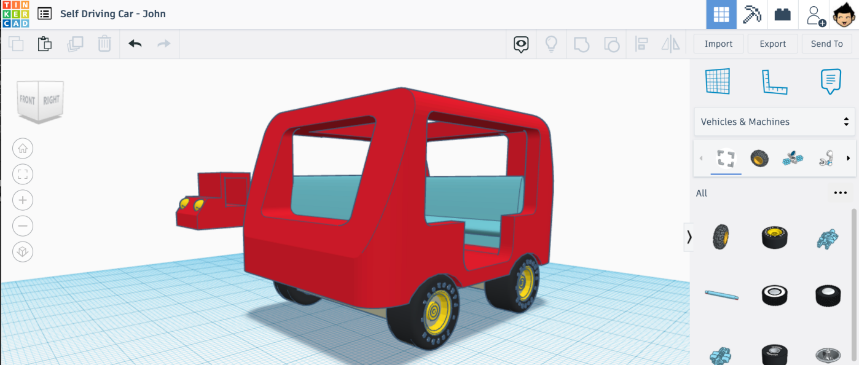 TIN
KER
CAD
Self Driving Car - John
Import
Export
Send To
FRONT
RIGHT
Vehicles & Machines
All